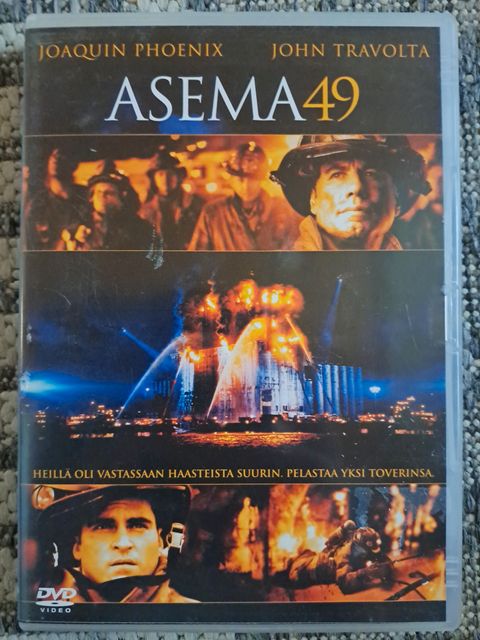 JOAQUIN PHOENIX JOHN TRAVOLTA
ASEMA49
HEILLÄ OLI VASTASSAAN HAASTEISTA SUURIN. PELASTAA YKSI TOVERINSA.
DVD
VIDEO